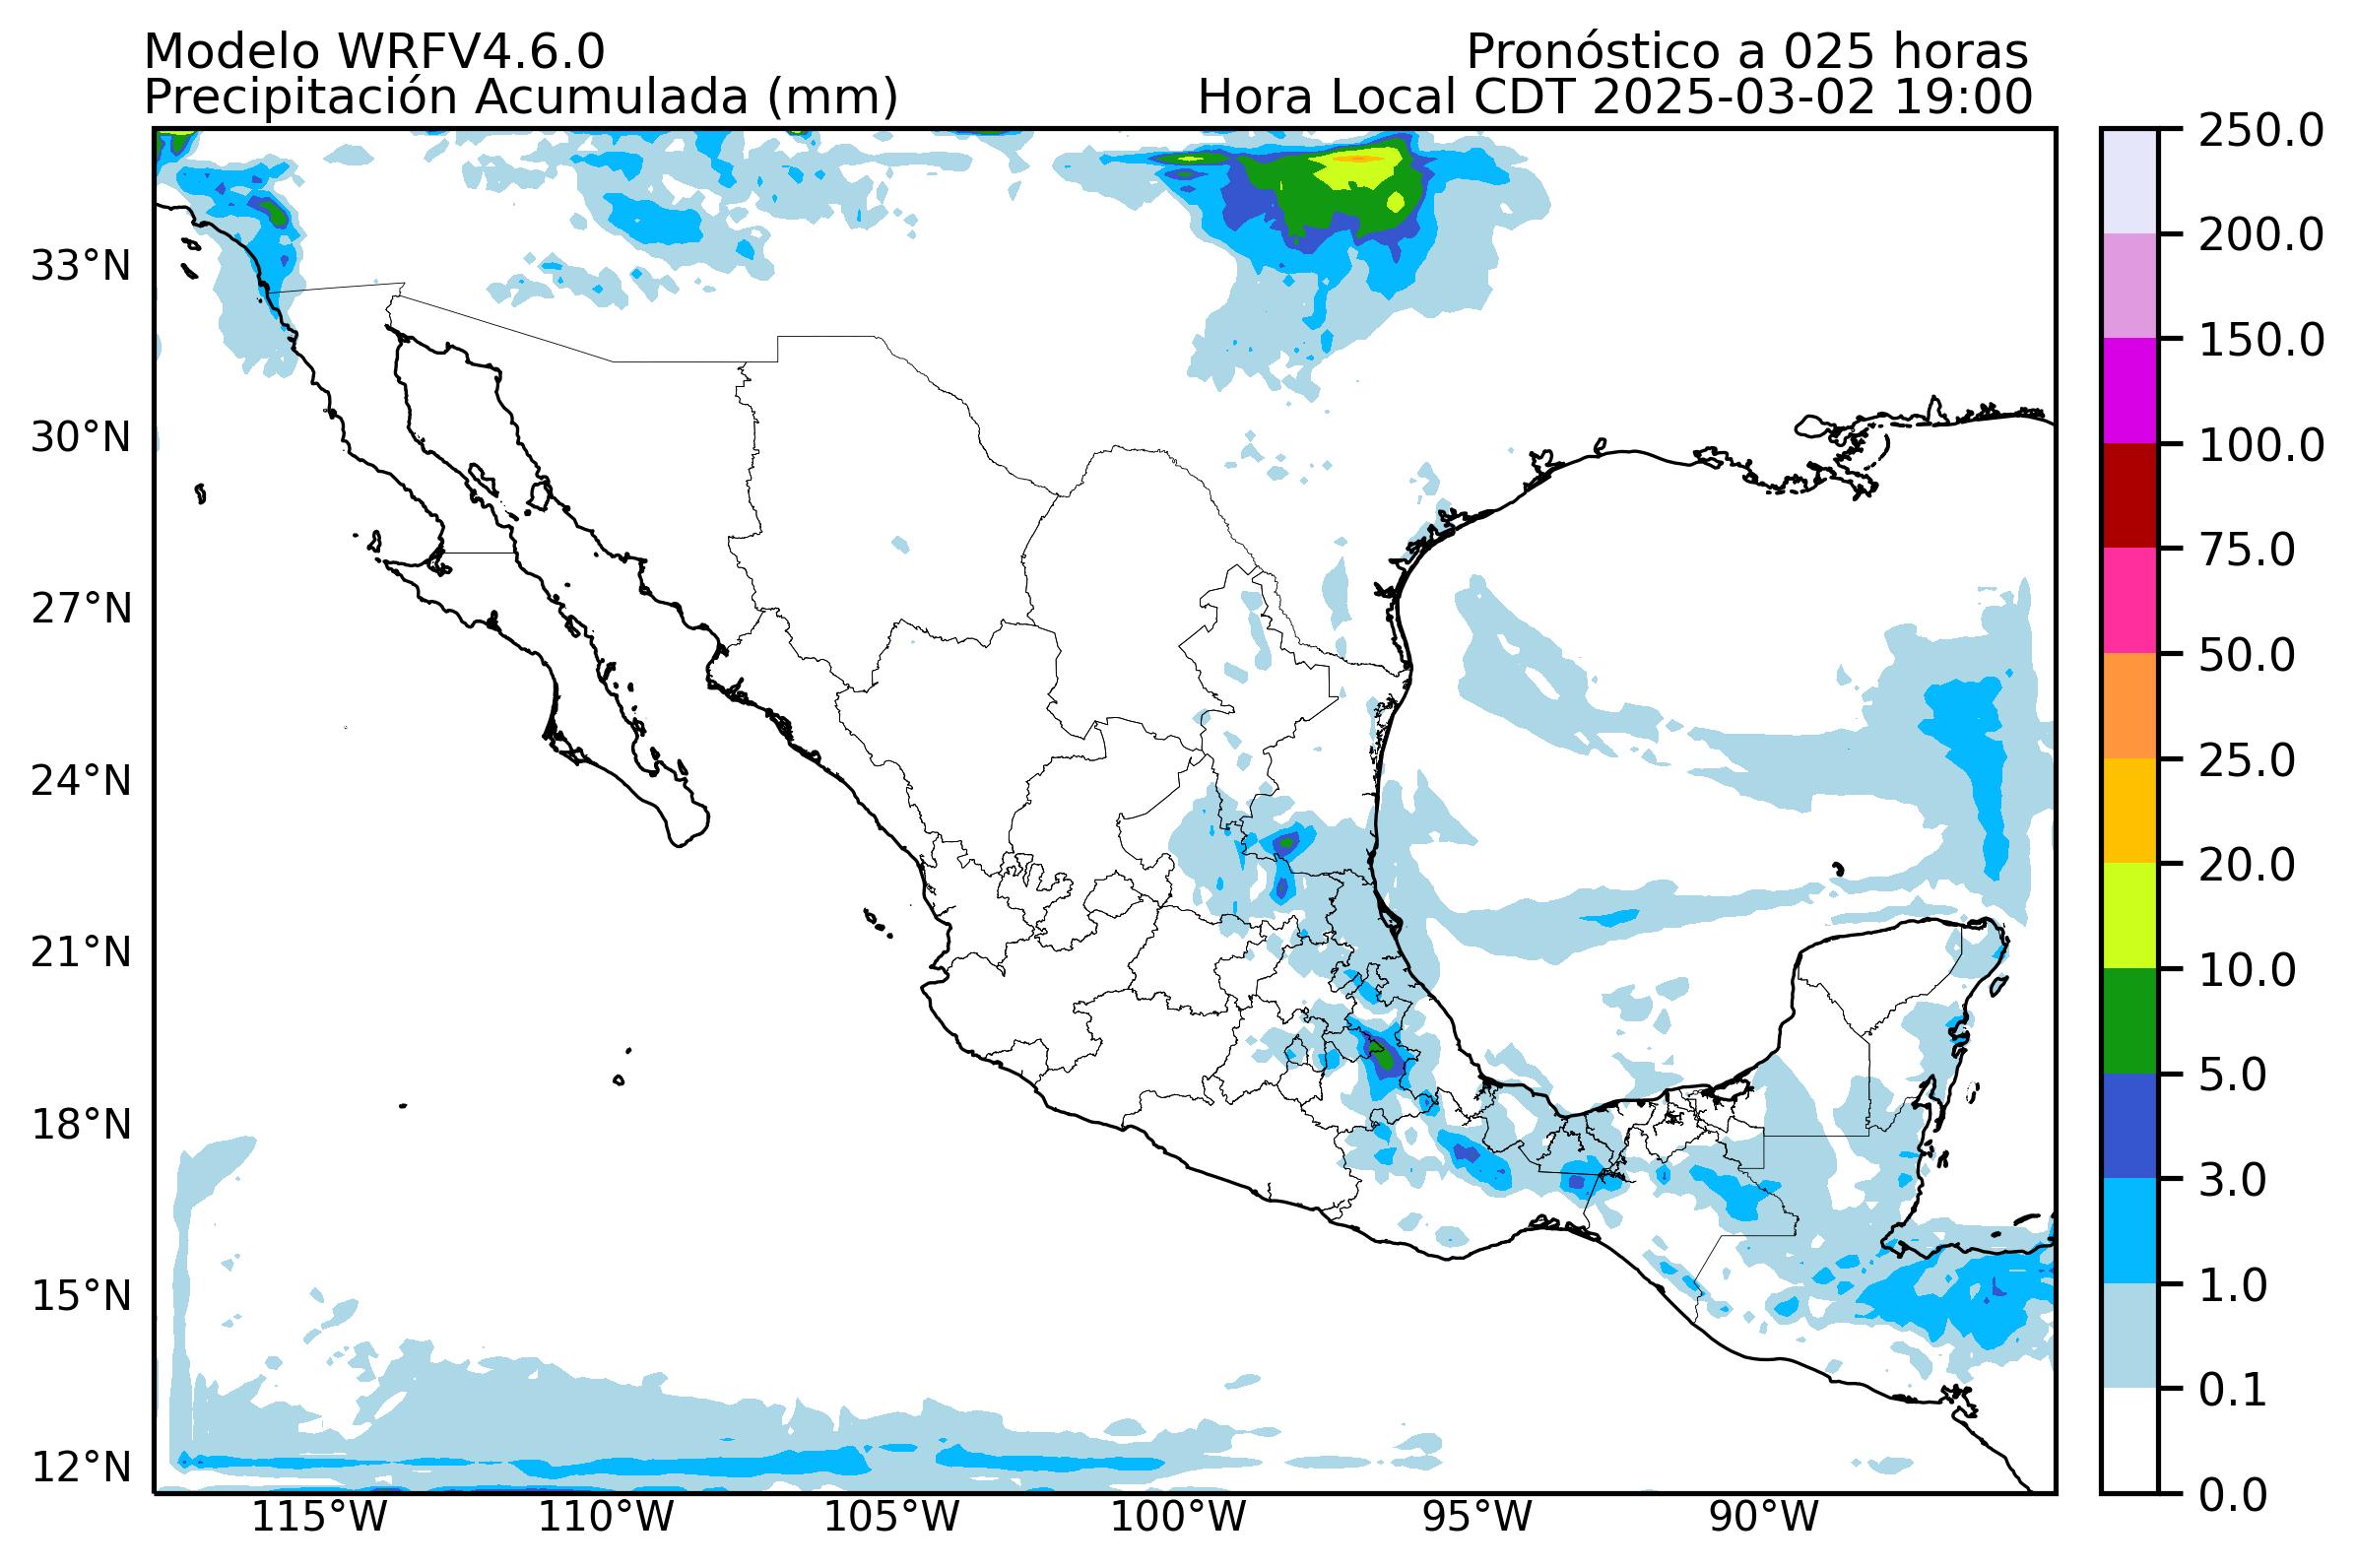 Modelo WRFV4.6.0
Pronóstico a 025 horas
Precipitación Acumulada (mm)
Hora Local CDT 2025-03-02 19:00
33°N
30°N
27°N
24°N
21°N
18°N
15°N
12°N
115°W
110°W
105°W
100°W
95°W
90°W
250.0
200.0
150.0
100.0
75.0
50.0
25.0
20.0
10.0
5.0
3.0
1.0
0.1
0.0